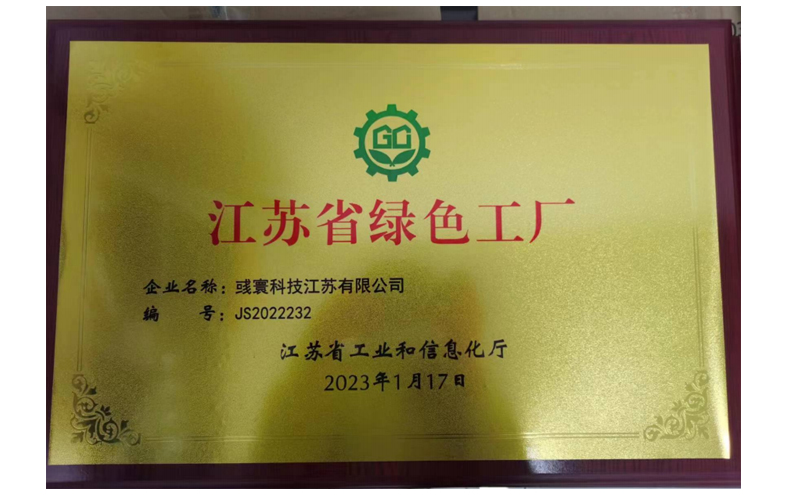 江苏省绿色工厂
企业名称：彧寰科技江苏有限公司
编 号：JS2022232
江苏省工业和信息化厅
2023年1月17日